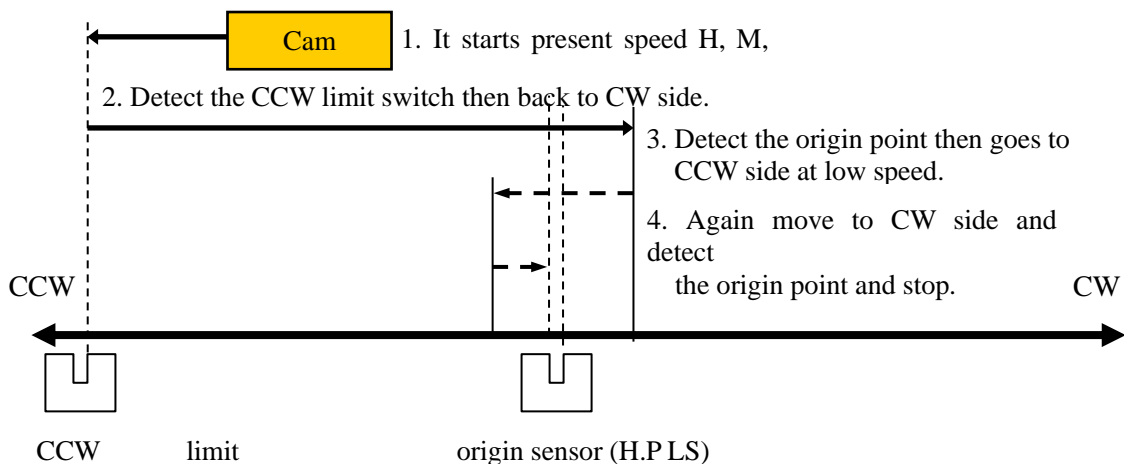 Cam
1. It starts present speed H, M,
2. Detect the CCW limit switch then back to CW side.
3. Detect the origin point then goes to
CCW side at low speed.
4. Again move to CW side and
detect
the origin point and stop.
CCW
CW
CCW limit
origin sensor (H.P LS)